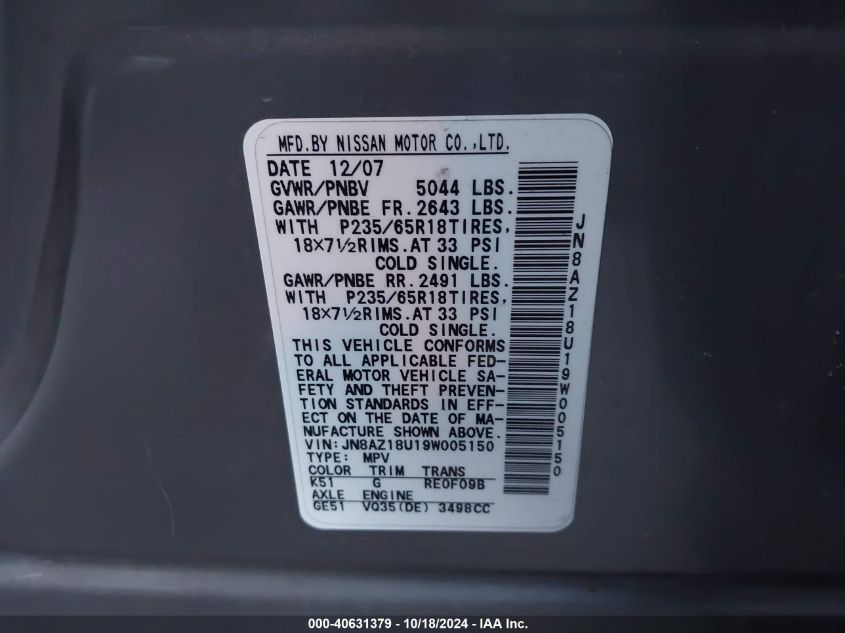 MFD.BY NISSAN MOTOR CO.,LTD.
DATE 12/07
GVWR/PNBV 5044 LBS.
GAWR/PNBE FR.2643 LBS.
WITH P235/65R18TIRES,
18×7½RIMS.AT 33 PSI
COLD SINGLE.
GAWR/PNBE RR.2491 LBS.
WITH P235/65R18TIRES,
18×7½RIMS.AT 33 PSI
COLD SINGLE.
THIS VEHICLE CONFORMS
TO ALL APPLICABLE FED-
ERAL MOTOR VEHICLE SA-
FETY AND THEFT PREVEN-
TION STANDARDS IN EFF-
ECT ON THE DATE OF MA-
NUFACTURE SHOWN ABOVE.
VIN:JN8AZ18U19W005150
TYPE: MPV
COLOR TRIM TRANS
K51 G RE0F09B
AXLE ENGINE
GE51 VQ35(DE) 3498CC
JN8AZ18U19W005150
000-40631379 - 10/18/2024 - IAA Inc.